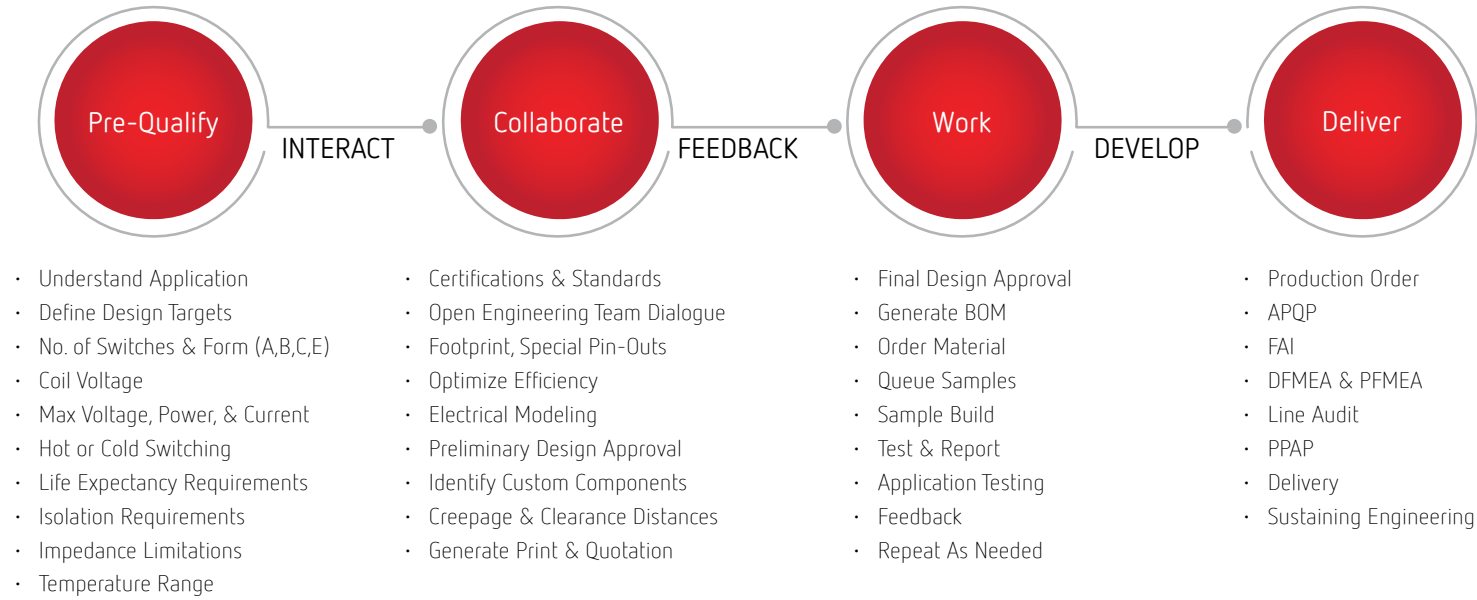 Pre-Qualify
INTERACT
Collaborate
FEEDBACK
Work
DEVELOP
Deliver
· Understand Application
· Define Design Targets
· No. of Switches & Form (A,B,C,E)
· Coil Voltage
· Max Voltage, Power, & Current
· Hot or Cold Switching
· Life Expectancy Requirements
· Isolation Requirements
· Impedance Limitations
· Temperature Range
· Certifications & Standards
· Open Engineering Team Dialogue
· Footprint, Special Pin-Outs
· Optimize Efficiency
· Electrical Modeling
· Preliminary Design Approval
· Identify Custom Components
· Creepage & Clearance Distances
· Generate Print & Quotation
· Final Design Approval
· Generate BOM
· Order Material
· Queue Samples
· Sample Build
· Test & Report
· Application Testing
· Feedback
· Repeat As Needed
· Production Order
· APQP
· FAI
· DFMEA & PFMEA
· Line Audit
· PPAP
· Delivery
· Sustaining Engineering